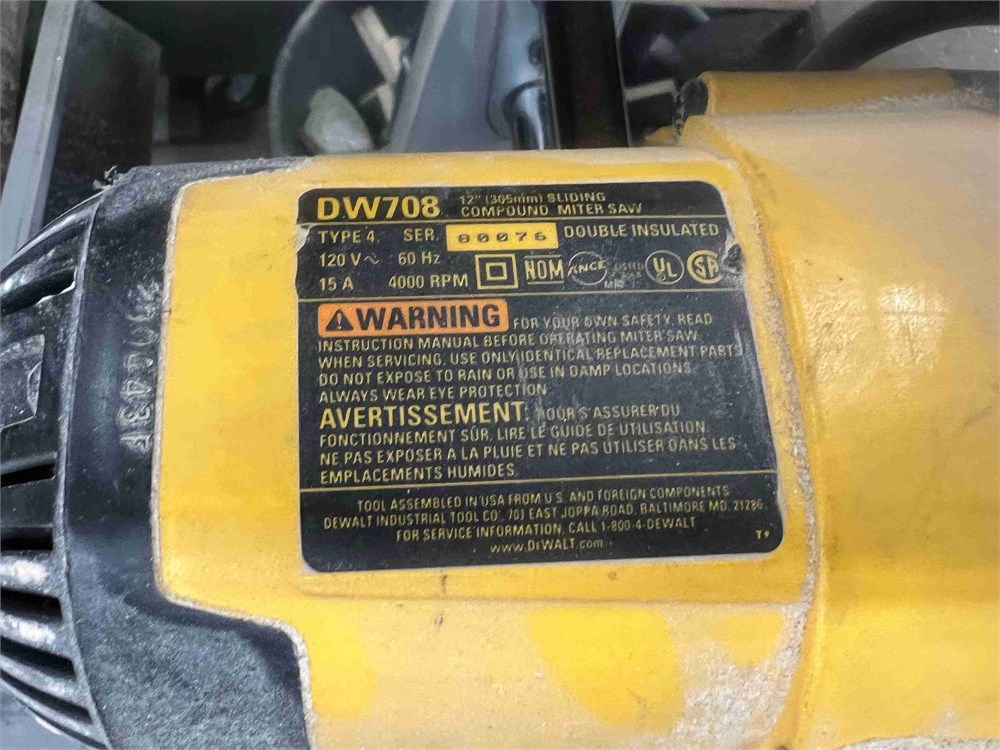 DW708 12" (305mm) SLIDING
COMPOUND MITER SAW
TYPE 4 SER. 80076 DOUBLE INSULATED
120 V~ 60 Hz
15 A 4000 RPM NOM ANCE LISTED UL SA
WARNING FOR YOUR OWN SAFETY, READ
INSTRUCTION MANUAL BEFORE OPERATING MITER SAW.
WHEN SERVICING, USE ONLY IDENTICAL REPLACEMENT PARTS
DO NOT EXPOSE TO RAIN OR USE IN DAMP LOCATIONS
ALWAYS WEAR EYE PROTECTION
AVERTISSEMENT: POUR S'ASSURER DU
FONCTIONNEMENT SÛR, LIRE LE GUIDE DE UTILISATION.
NE PAS EXPOSER A LA PLUIE ET NE PAS UTILISER DANS LES
EMPLACEMENTS HUMIDES.
TOOL ASSEMBLED IN USA FROM U.S. AND FOREIGN COMPONENTS
DEWALT INDUSTRIAL TOOL CO., 701 EAST JOPPA ROAD, BALTIMORE MD. 21286
FOR SERVICE INFORMATION, CALL 1-800-4-DEWALT
www.DEWALT.com T9